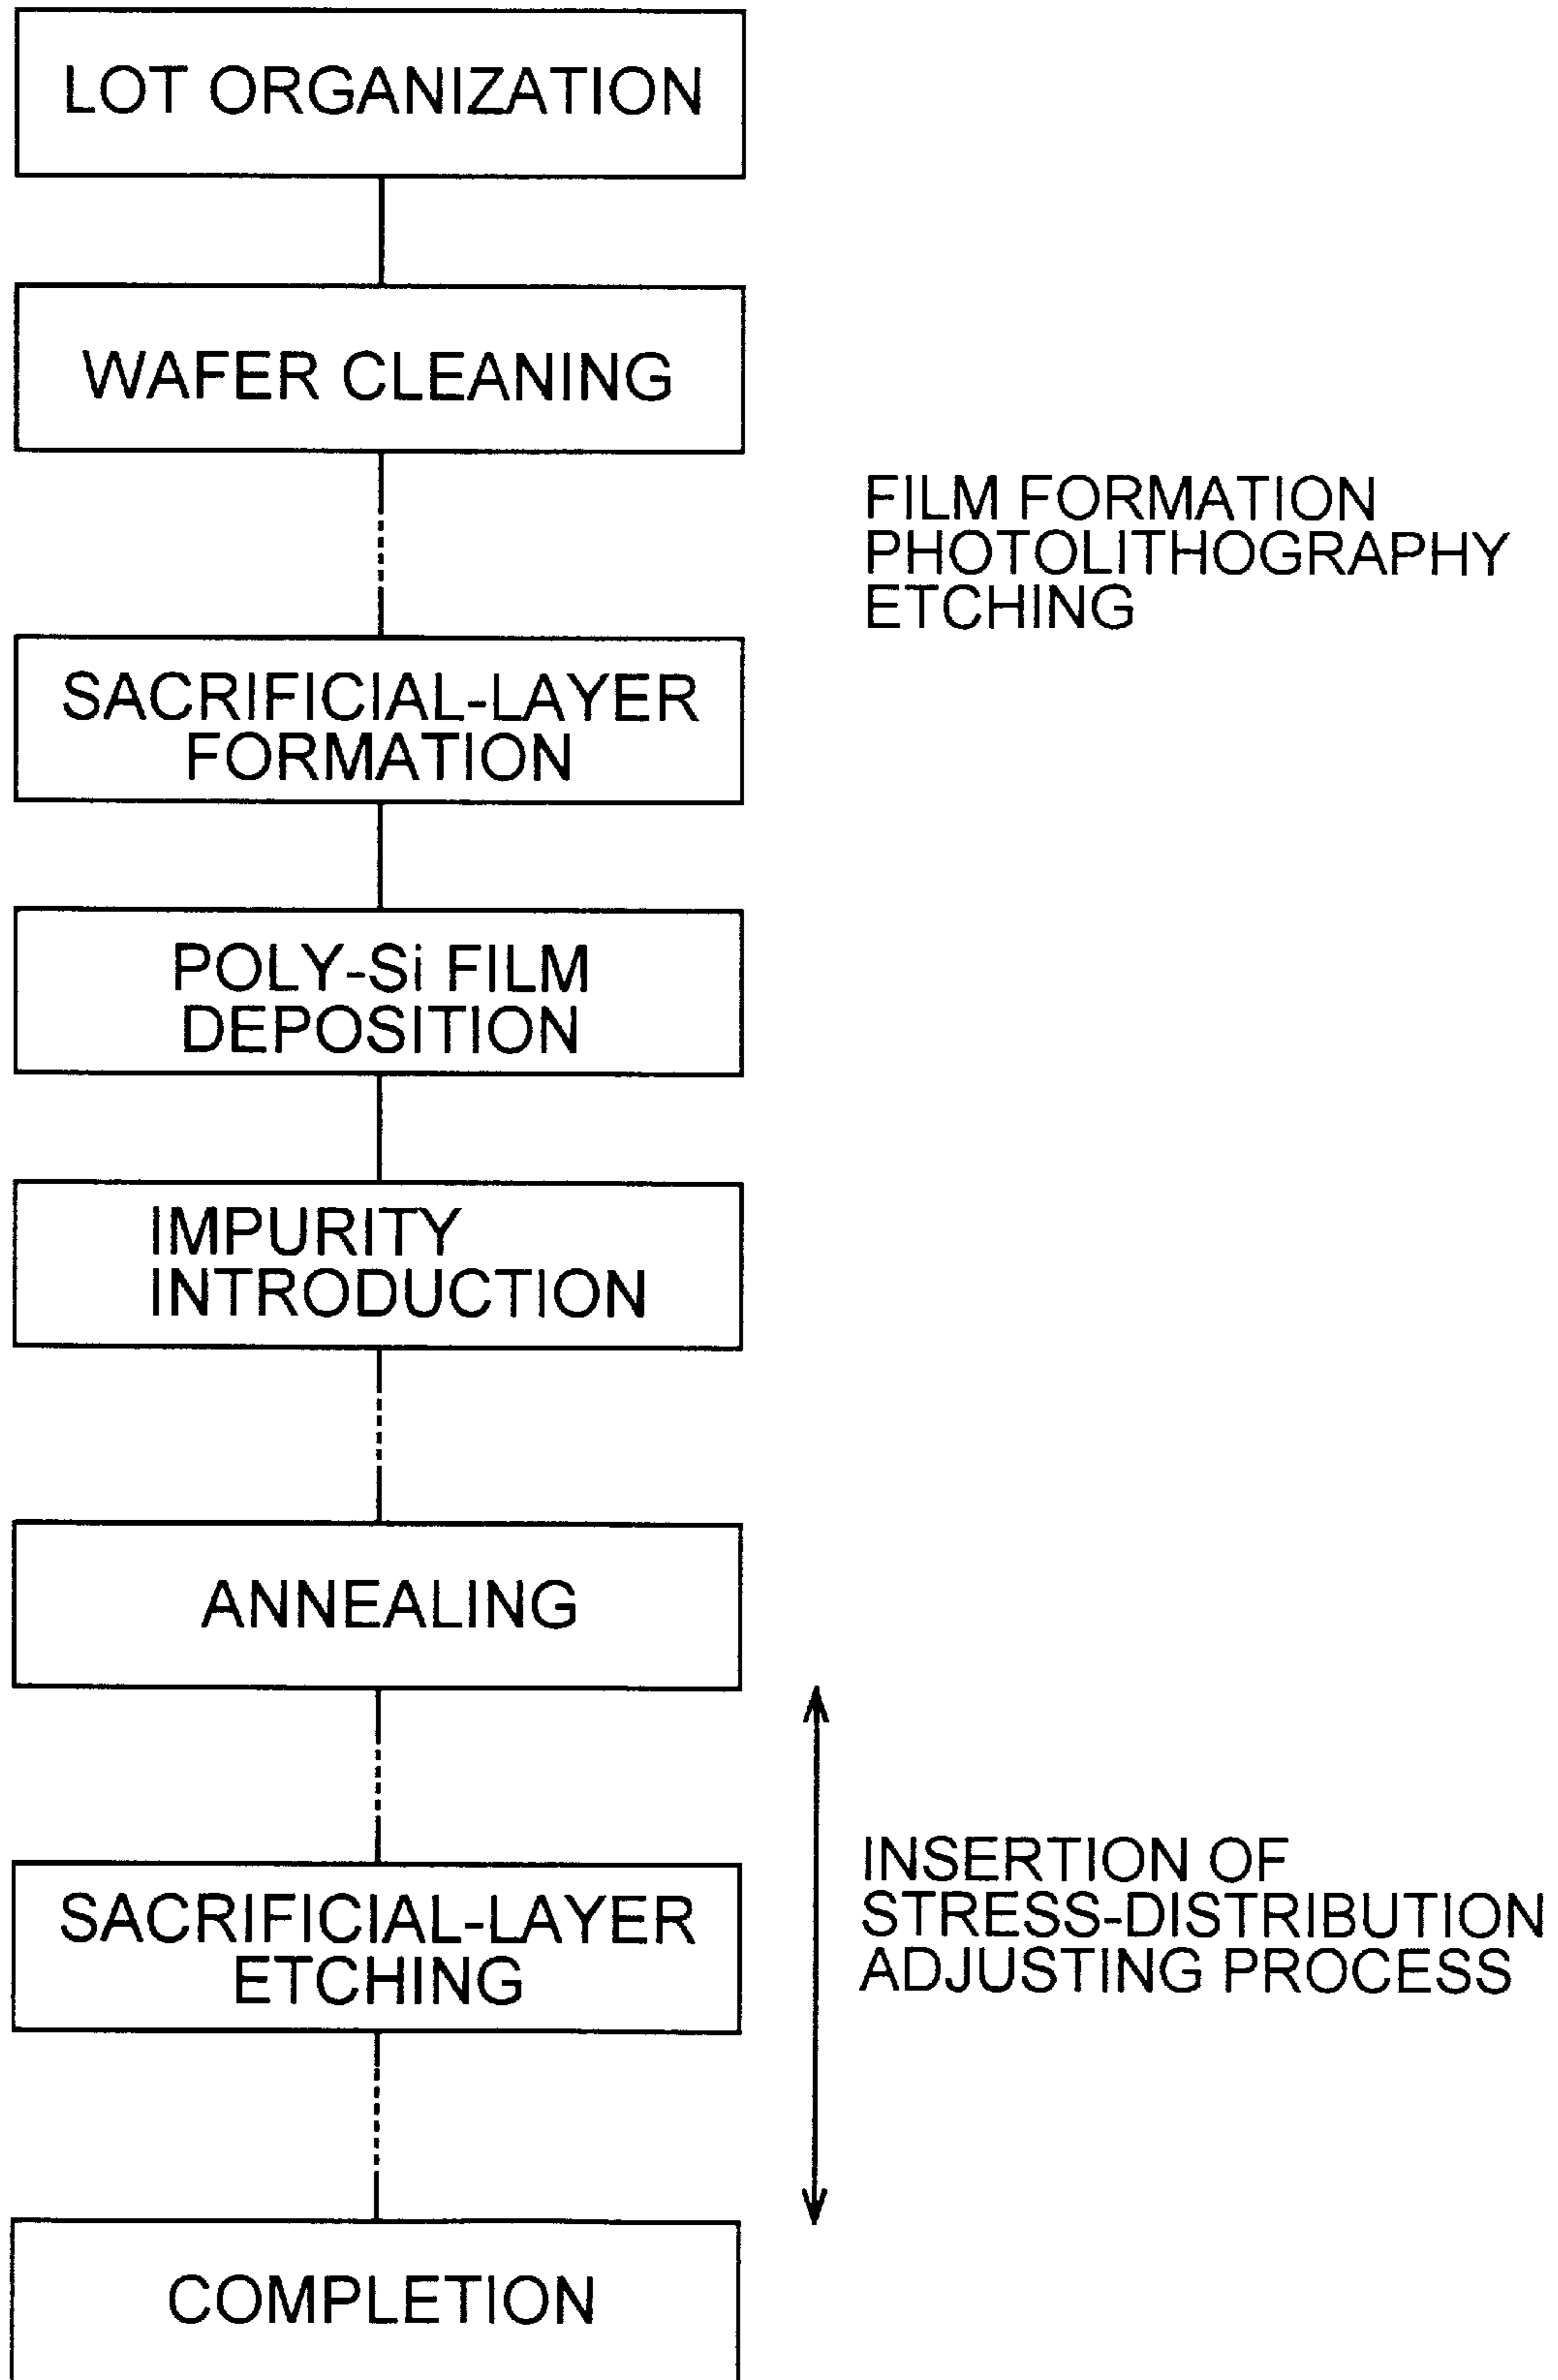 LOT ORGANIZATION
WAFER CLEANING
FILM FORMATION
PHOTOLITHOGRAPHY
ETCHING
SACRIFICIAL-LAYER
FORMATION
POLY-Si FILM
DEPOSITION
IMPURITY
INTRODUCTION
ANNEALING
INSERTION OF
STRESS-DISTRIBUTION
ADJUSTING PROCESS
SACRIFICIAL-LAYER
ETCHING
COMPLETION